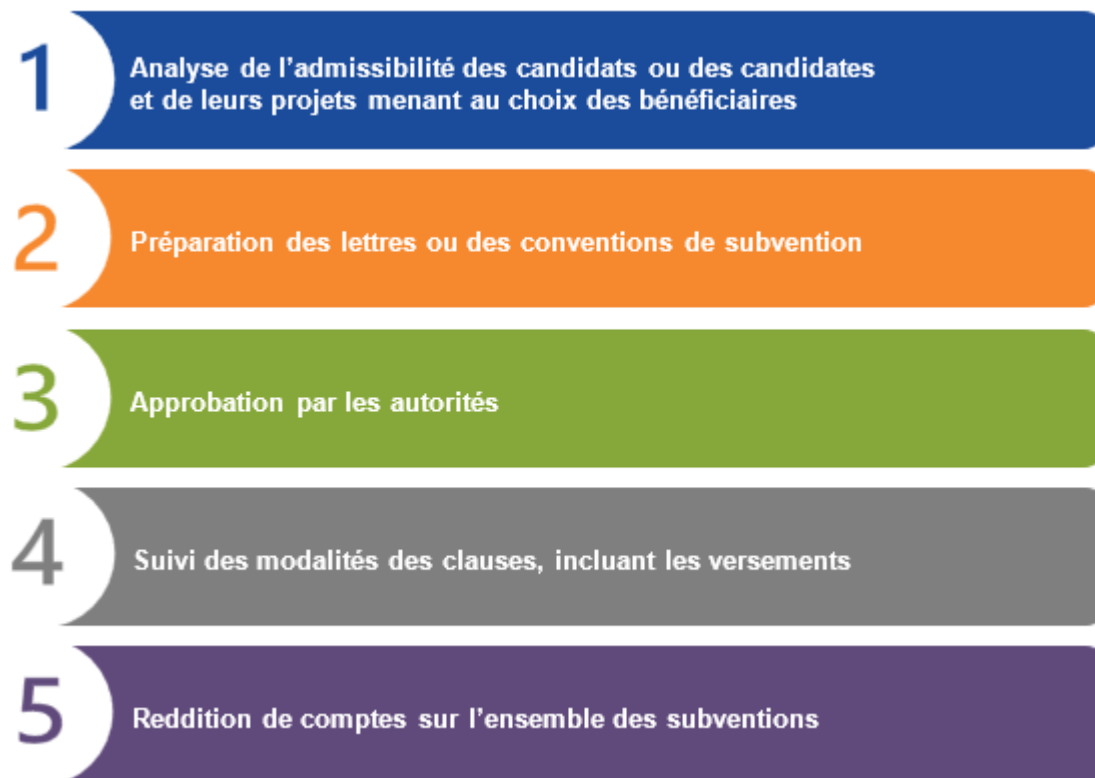 1
Analyse de l’admissibilité des candidats ou des candidates
et de leurs projets menant au choix des bénéficiaires
2
Préparation des lettres ou des conventions de subvention
3
Approbation par les autorités
4
Suivi des modalités des clauses, incluant les versements
5
Reddition de comptes sur l’ensemble des subventions